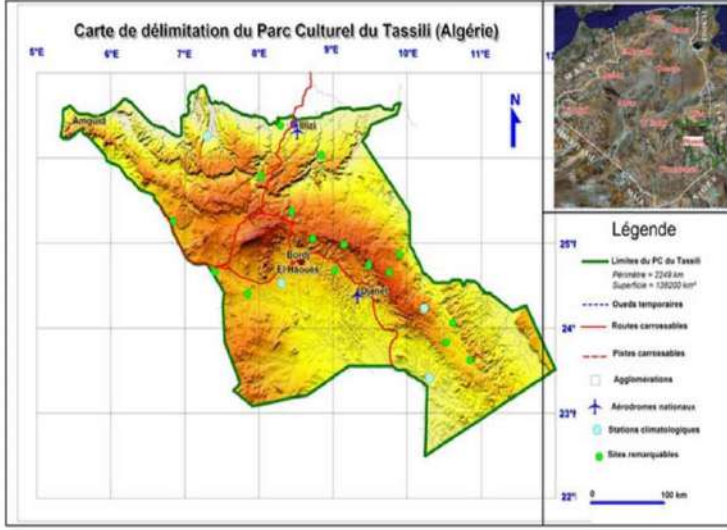 Carte de délimitation du Parc Culturel du Tassili (Algérie)
5°E 6°E 7°E 8°E 9°E 10°E 11°E
N
Amguid
Illizi
Bordj
El Haoues
Djanet
25°
24°
23°
22°
Légende
Limites du PC du Tassili
Périmètre = 2249 km
Superficie = 138200 km²
Oueds temporaires
Routes carrossables
Pistes carrossables
Agglomérations
Aérodromes nationaux
Stations climatologiques
Sites remarquables
0 100 km